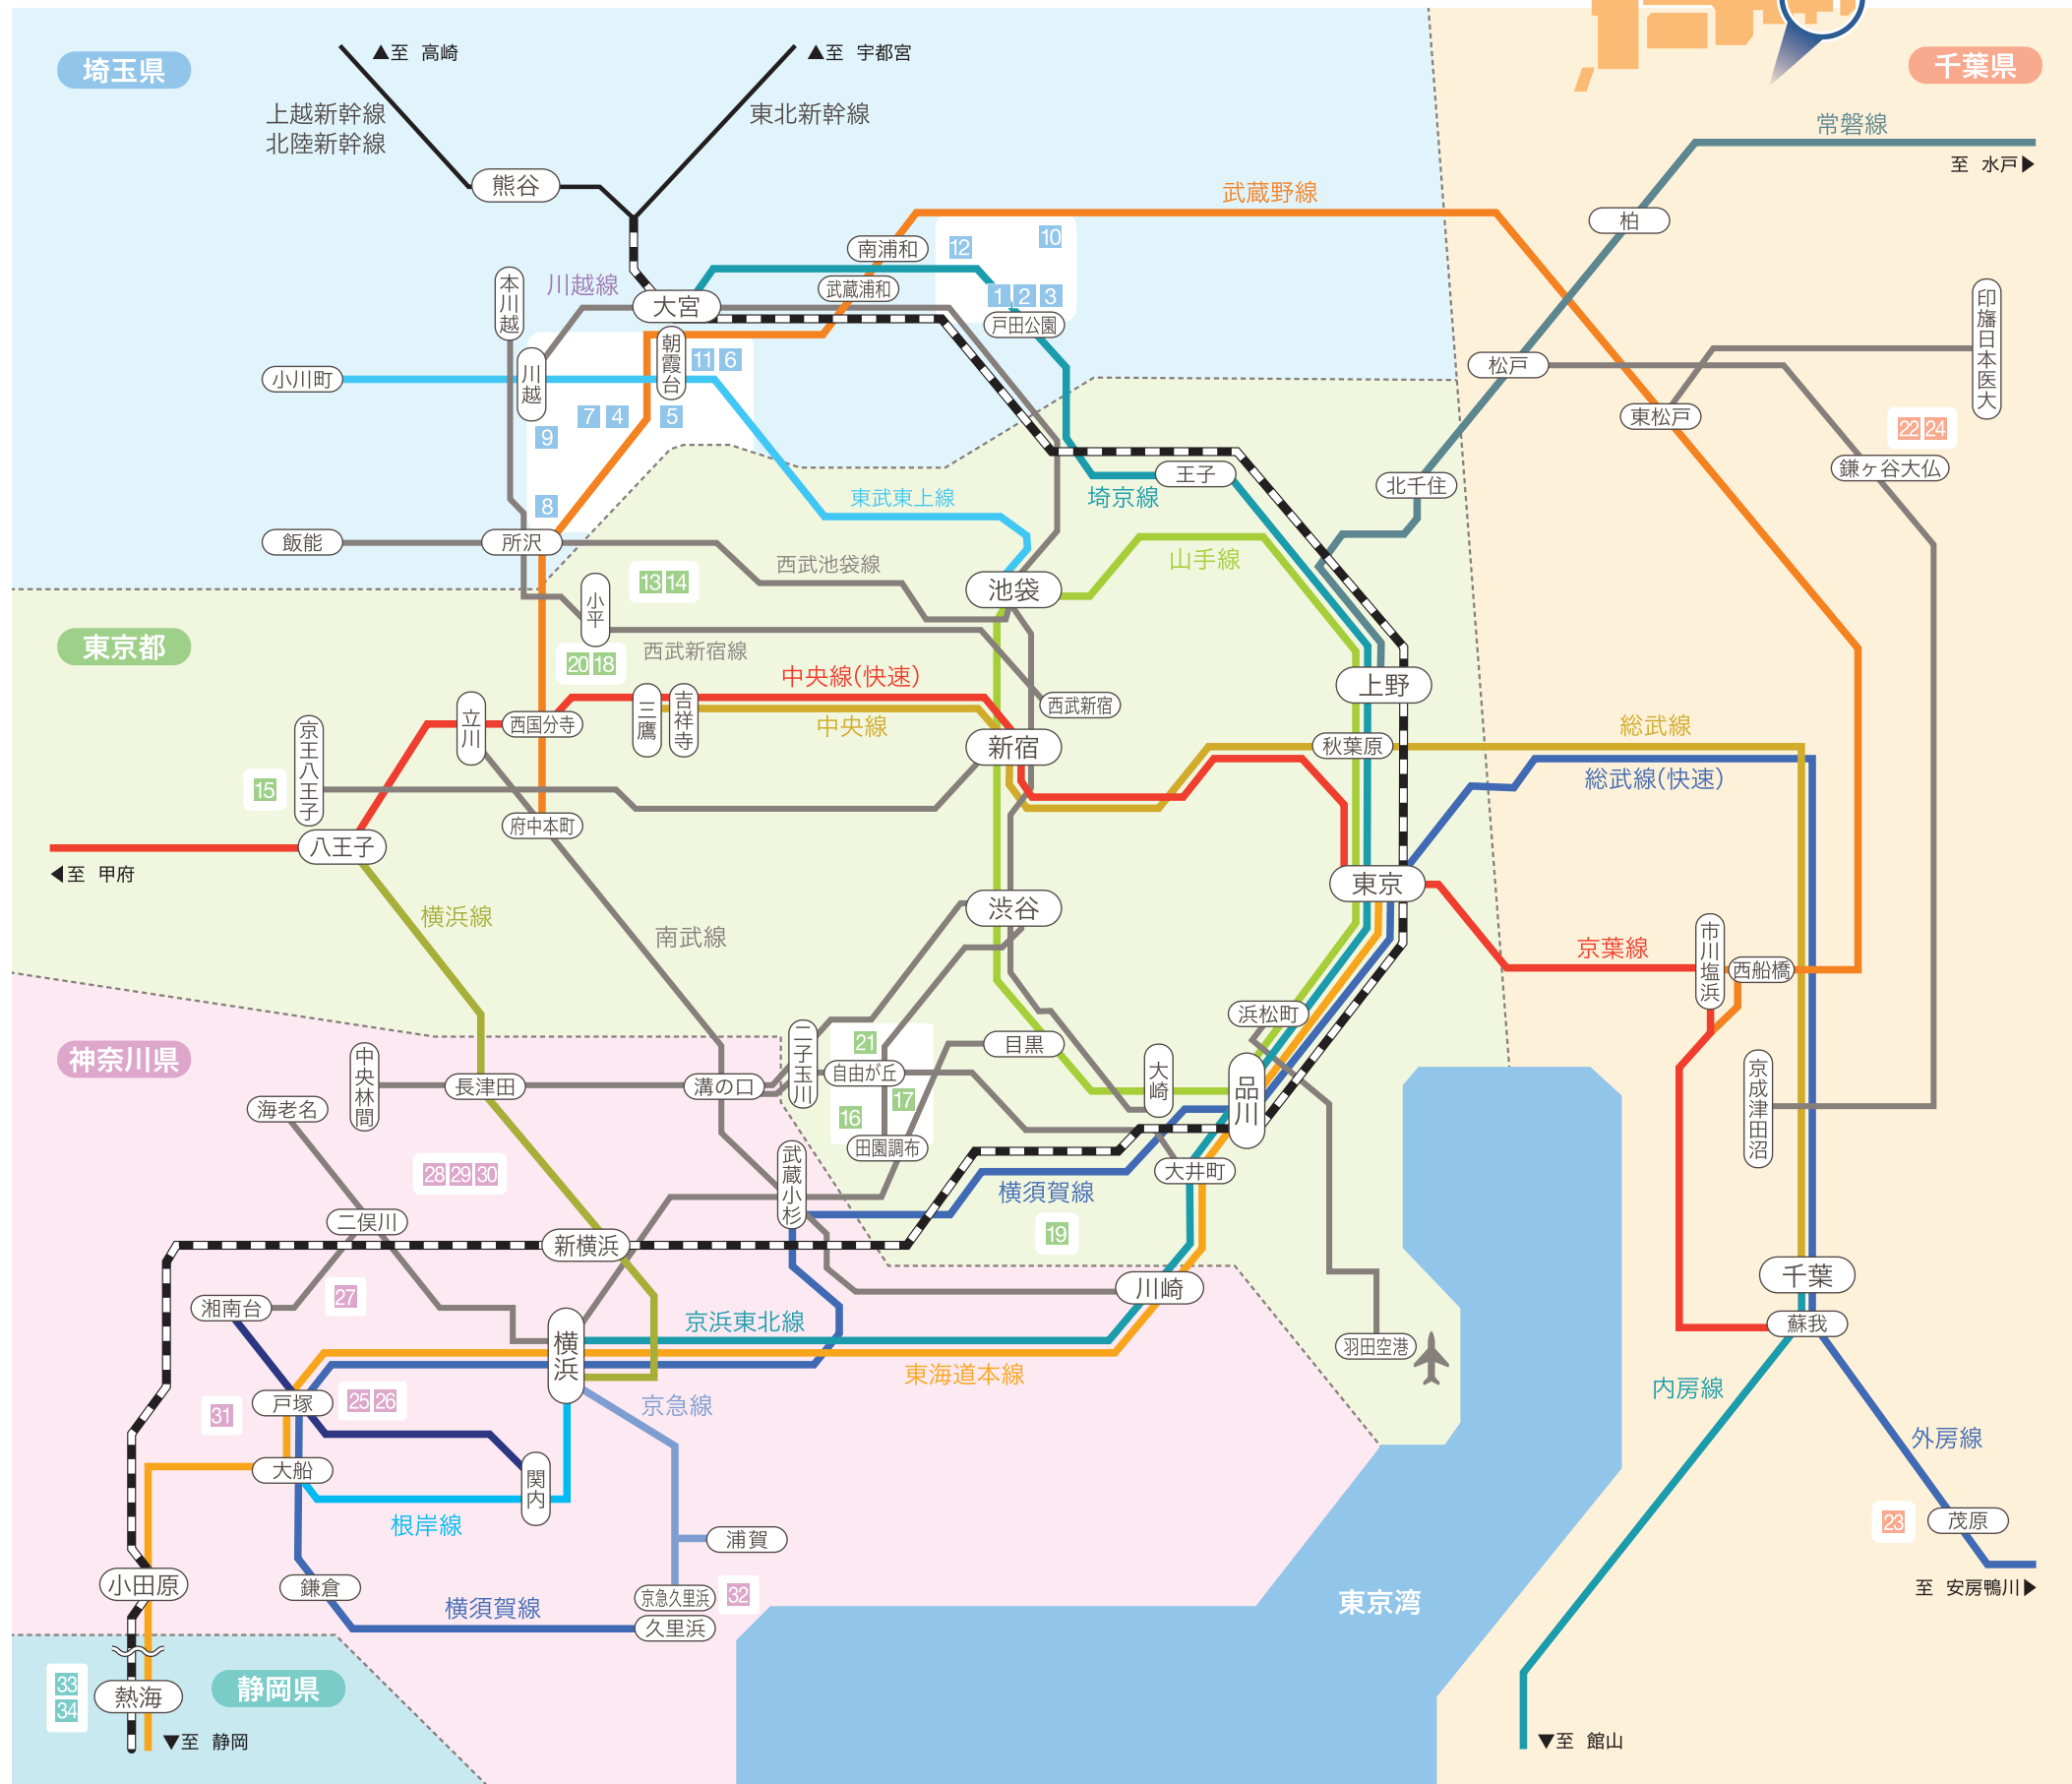 埼玉県
▲至 高崎
▲至 宇都宮
千葉県
上越新幹線
北陸新幹線
東北新幹線
常磐線
至 水戸▶
熊谷
武蔵野線
柏
南浦和
12
10
本川越
川越線
大宮
武蔵浦和
1 2 3
戸田公園
印旛日本医大
小川町
川越
朝霞台
11 6
松戸
東松戸
7 4
5
9
22 24
鎌ヶ谷大仏
8
東武東上線
埼京線
王子
北千住
飯能
所沢
西武池袋線
山手線
小平
13 14
池袋
東京都
20 18
西武新宿線
上野
中央線(快速)
京王八王子
立川
西国分寺
三鷹
吉祥寺
西武新宿
中央線
新宿
秋葉原
総武線
総武線(快速)
15
府中本町
八王子
◀至 甲府
東京
横浜線
南武線
渋谷
京葉線
市川塩浜
西船橋
浜松町
神奈川県
中央林間
長津田
溝の口
二子玉川
21
自由が丘
目黒
大崎
品川
京成津田沼
海老名
17
16
田園調布
28 29 30
武蔵小杉
大井町
横須賀線
二俣川
新横浜
19
川崎
千葉
湘南台
27
横浜
京浜東北線
羽田空港
蘇我
東海道本線
内房線
戸塚
25 26
31
京急線
外房線
大船
関内
根岸線
浦賀
23
茂原
小田原
鎌倉
京急久里浜
32
久里浜
横須賀線
東京湾
至 安房鴨川▶
33
34
熱海
静岡県
▼至 静岡
▼至 館山